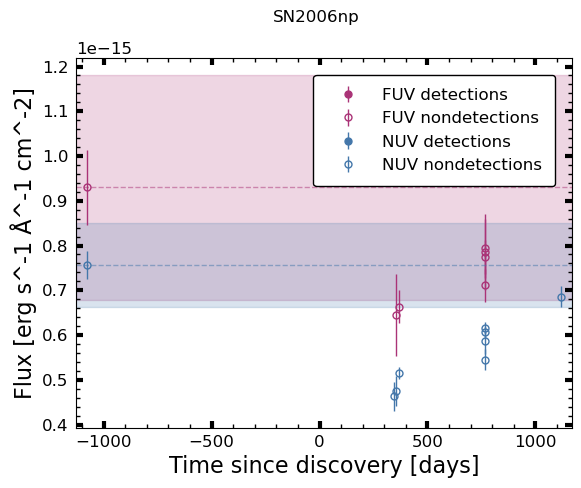 SN2006np
1e−15
1.2
1.1
1.0
0.9
0.8
0.7
0.6
0.5
0.4
Flux [erg s^-1 Å^-1 cm^-2]
FUV detections
FUV nondetections
NUV detections
NUV nondetections
−1000 −500 0 500 1000
Time since discovery [days]